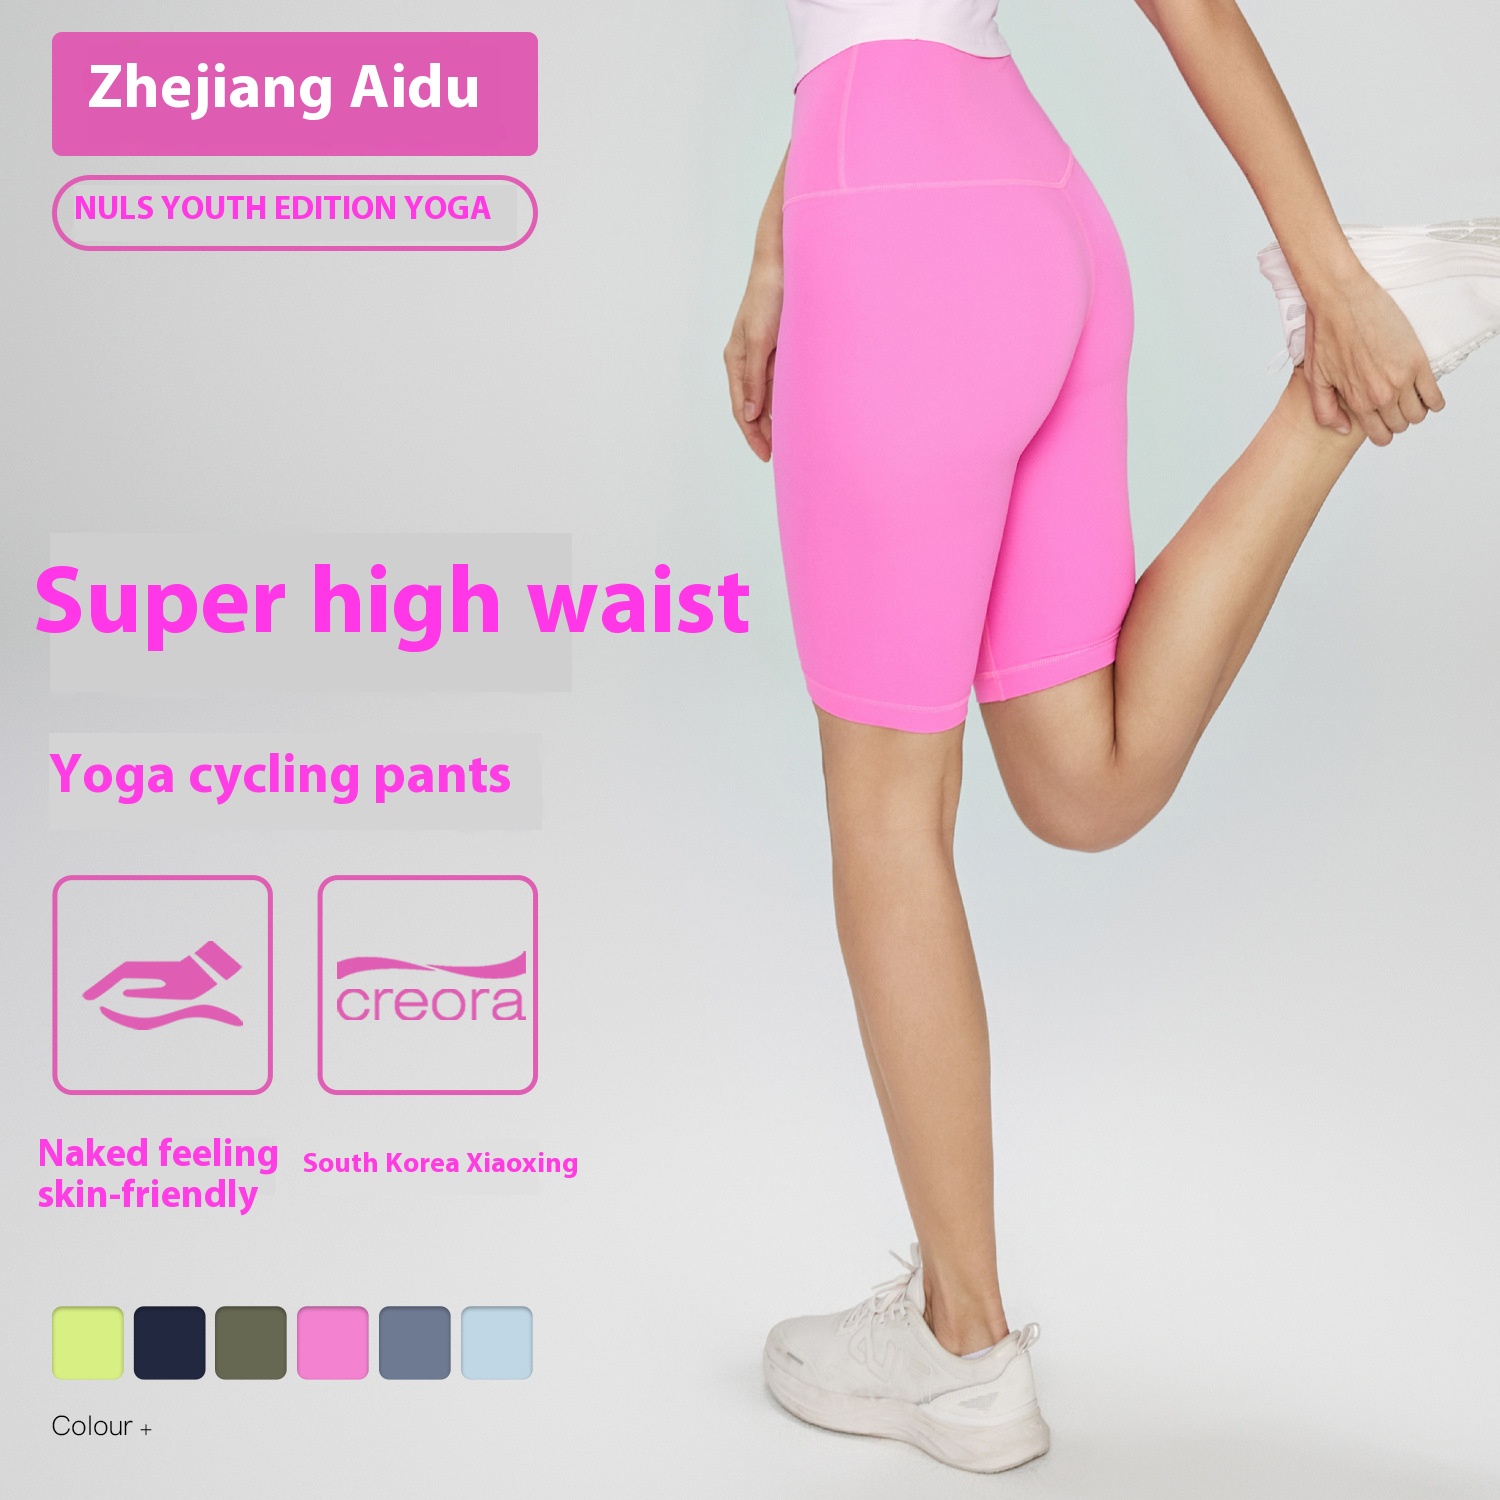 Zhejiang Aidu
NULS YOUTH EDITION YOGA
Super high waist
Yoga cycling pants
creora
Naked feeling
skin-friendly
South Korea Xiaoxing
Colour +